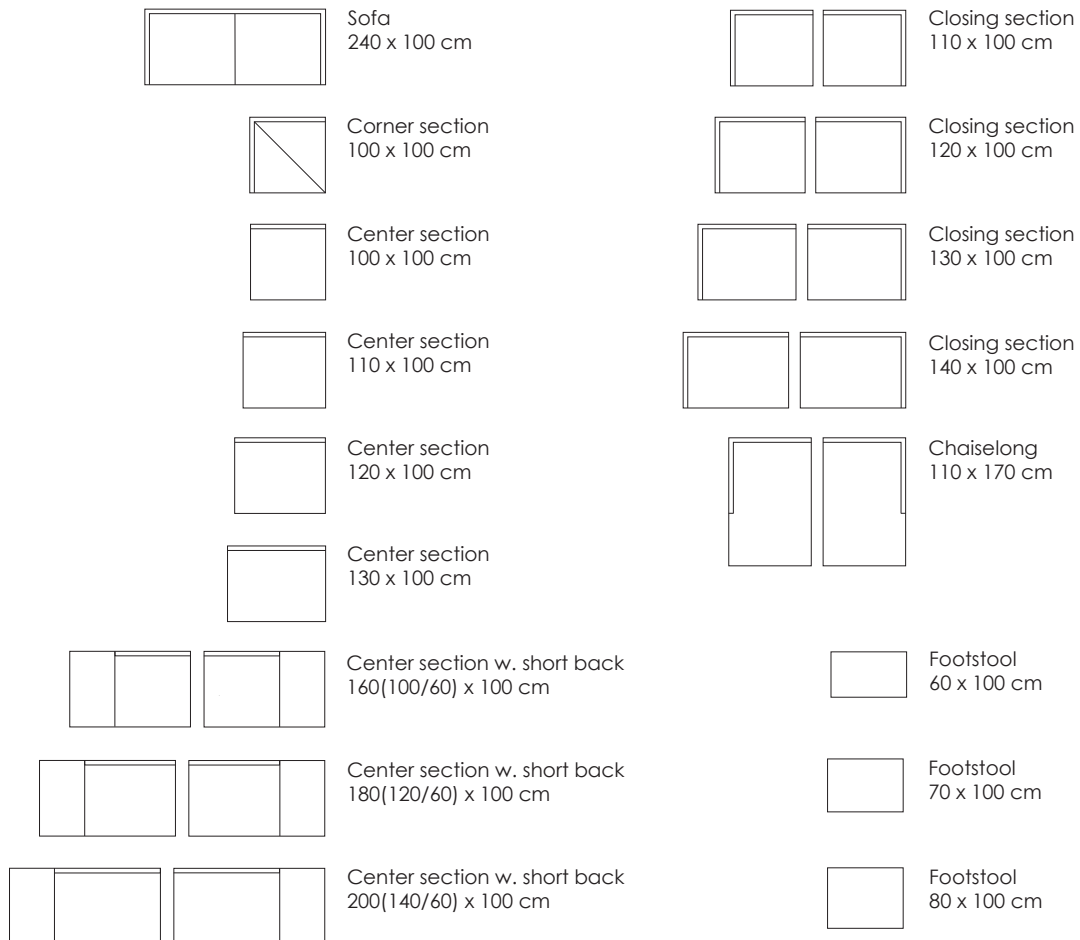 Sofa
240 x 100 cm
Corner section
100 x 100 cm
Center section
100 x 100 cm
Center section
110 x 100 cm
Center section
120 x 100 cm
Center section
130 x 100 cm
Center section w. short back
160(100/60) x 100 cm
Center section w. short back
180(120/60) x 100 cm
Center section w. short back
200(140/60) x 100 cm
Closing section
110 x 100 cm
Closing section
120 x 100 cm
Closing section
130 x 100 cm
Closing section
140 x 100 cm
Chaiselong
110 x 170 cm
Footstool
60 x 100 cm
Footstool
70 x 100 cm
Footstool
80 x 100 cm